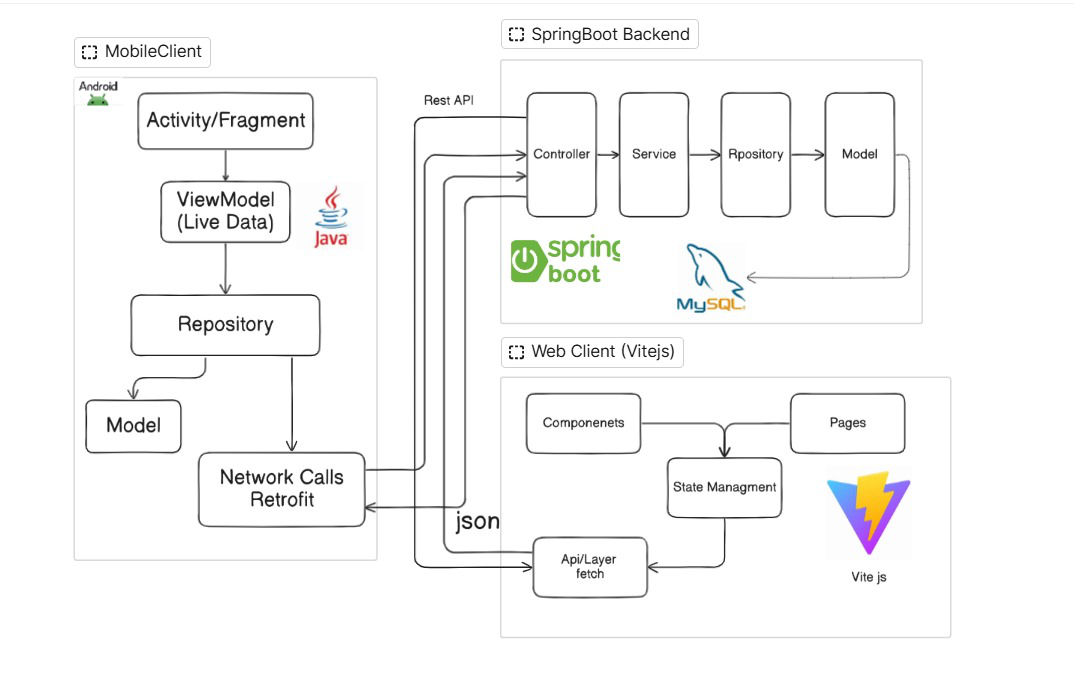 MobileClient
Android
Activity/Fragment
ViewModel
(Live Data)
Java
Repository
Model
Network Calls
Retrofit
Rest API
json
SpringBoot Backend
Controller
Service
Rpository
Model
spring
boot
MySQL
Web Client (Vitejs)
Componenets
Pages
State Managment
Api/Layer
fetch
Vite js